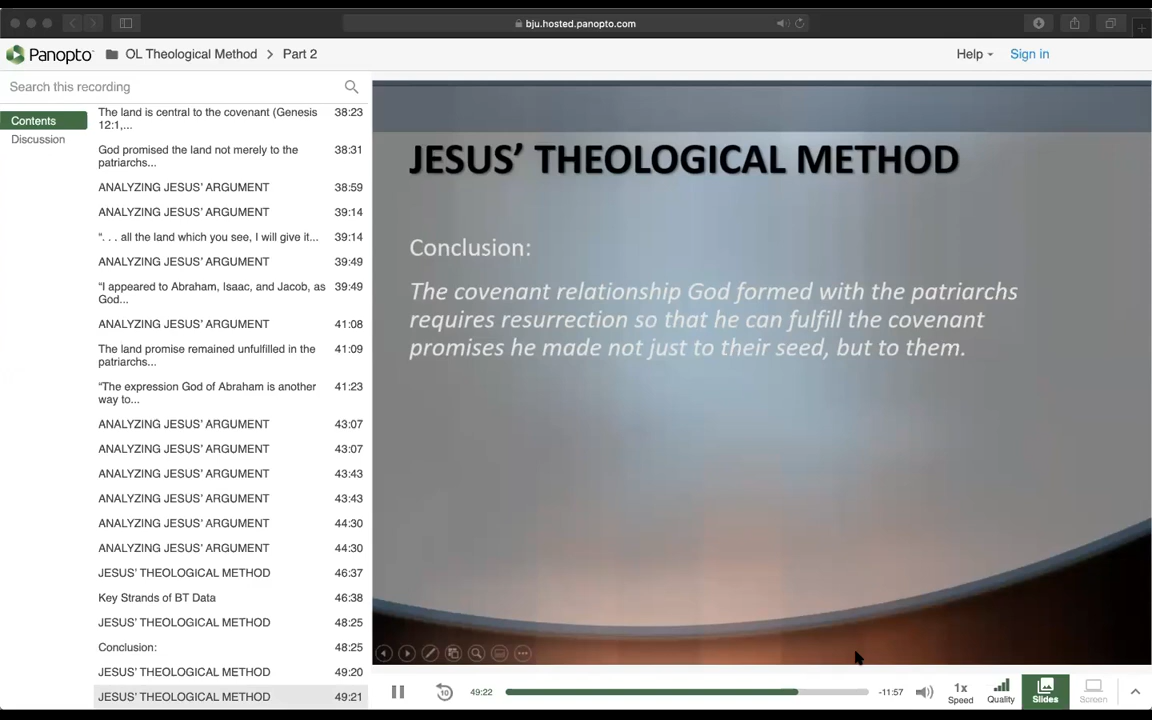 bju.hosted.panopto.com
Panopto
OL Theological Method > Part 2
Help
Sign in
Search this recording
Contents
Discussion
The land is central to the covenant (Genesis 12:1,... 38:23
God promised the land not merely to the patriarchs... 38:31
ANALYZING JESUS’ ARGUMENT 38:59
ANALYZING JESUS’ ARGUMENT 39:14
“. . . all the land which you see, I will give it... 39:14
ANALYZING JESUS’ ARGUMENT 39:49
“I appeared to Abraham, Isaac, and Jacob, as God... 39:49
ANALYZING JESUS’ ARGUMENT 41:08
The land promise remained unfulfilled in the patriarchs... 41:09
“The expression God of Abraham is another way to... 41:23
ANALYZING JESUS’ ARGUMENT 43:07
ANALYZING JESUS’ ARGUMENT 43:07
ANALYZING JESUS’ ARGUMENT 43:43
ANALYZING JESUS’ ARGUMENT 43:43
ANALYZING JESUS’ ARGUMENT 44:30
ANALYZING JESUS’ ARGUMENT 44:30
JESUS’ THEOLOGICAL METHOD 46:37
Key Strands of BT Data 46:38
JESUS’ THEOLOGICAL METHOD 48:25
Conclusion: 48:25
JESUS’ THEOLOGICAL METHOD 49:20
JESUS’ THEOLOGICAL METHOD 49:21
JESUS’ THEOLOGICAL METHOD
Conclusion:
The covenant relationship God formed with the patriarchs
requires resurrection so that he can fulfill the covenant
promises he made not just to their seed, but to them.
10
49:22
-11:57
1x
Speed
Quality
Slides
Screen